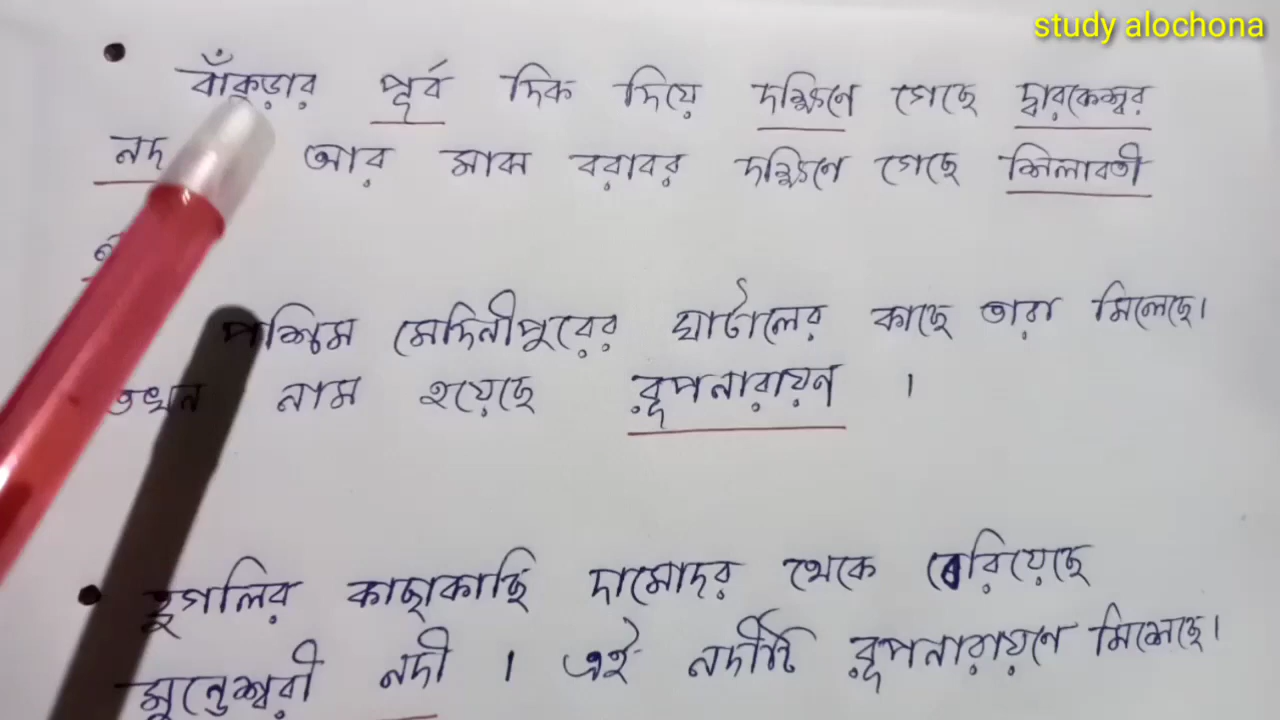 study alochona
• বাঁকুড়ার পূর্ব দিক দিয়ে দক্ষিণে গেছে দ্বারকেশ্বর
নদ আর মাঝ বরাবর দক্ষিণে গেছে শিলাবতী
পশ্চিম মেদিনীপুরের ঘাটালের কাছে তারা মিলেছে।
তখন নাম হয়েছে রূপনারায়ণ ।
• হুগলির কাছাকাছি দামোদর থেকে বেরিয়েছে
মুন্ডেশ্বরী নদী । এই নদীটি রূপনারায়ণে মিশেছে।